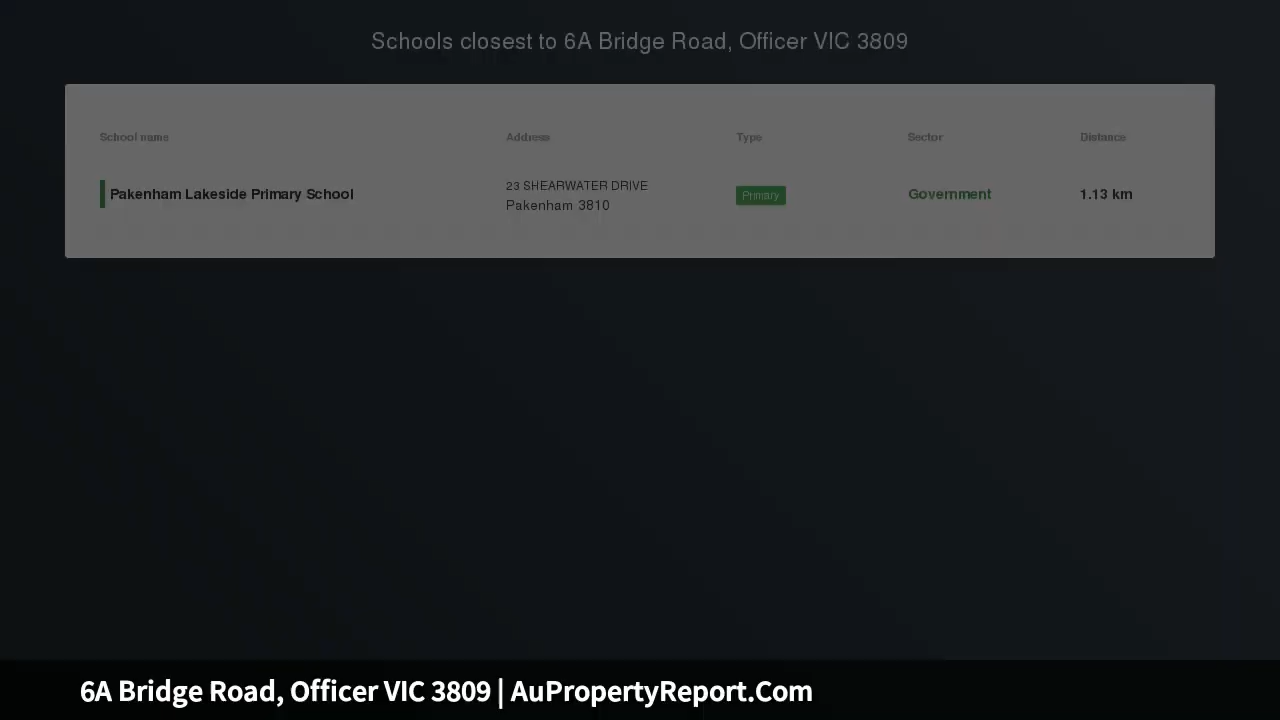 Schools closest to 6A Bridge Road, Officer VIC 3809
School name Address Type Sector Distance
Pakenham Lakeside Primary School 23 SHEARWATER DRIVE Primary Government 1.13 km
Pakenham 3810
6A Bridge Road, Officer VIC 3809 | AuPropertyReport.Com